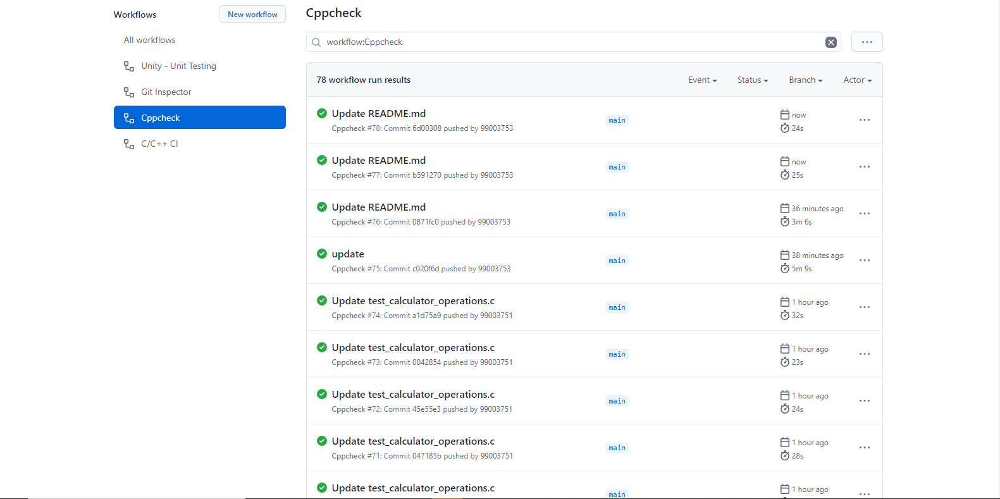 Workflows
New workflow
All workflows
Unity - Unit Testing
Git Inspector
Cppcheck
C/C++ CI
Cppcheck
workflow:Cppcheck
78 workflow run results
Event
Status
Branch
Actor
Update README.md
Cppcheck #78: Commit 6d00308 pushed by 99003753
main
now
24s
Update README.md
Cppcheck #77: Commit b591270 pushed by 99003753
main
now
25s
Update README.md
Cppcheck #76: Commit 0871fc0 pushed by 99003753
main
36 minutes ago
3m 6s
update
Cppcheck #75: Commit c020f6d pushed by 99003753
main
38 minutes ago
5m 9s
Update test_calculator_operations.c
Cppcheck #74: Commit a1d75a9 pushed by 99003751
main
1 hour ago
32s
Update test_calculator_operations.c
Cppcheck #73: Commit 0042854 pushed by 99003751
main
1 hour ago
23s
Update test_calculator_operations.c
Cppcheck #72: Commit 45e55e3 pushed by 99003751
main
1 hour ago
24s
Update test_calculator_operations.c
Cppcheck #71: Commit 047185b pushed by 99003751
main
1 hour ago
28s
Update test_calculator_operations.c
main
1 hour ago